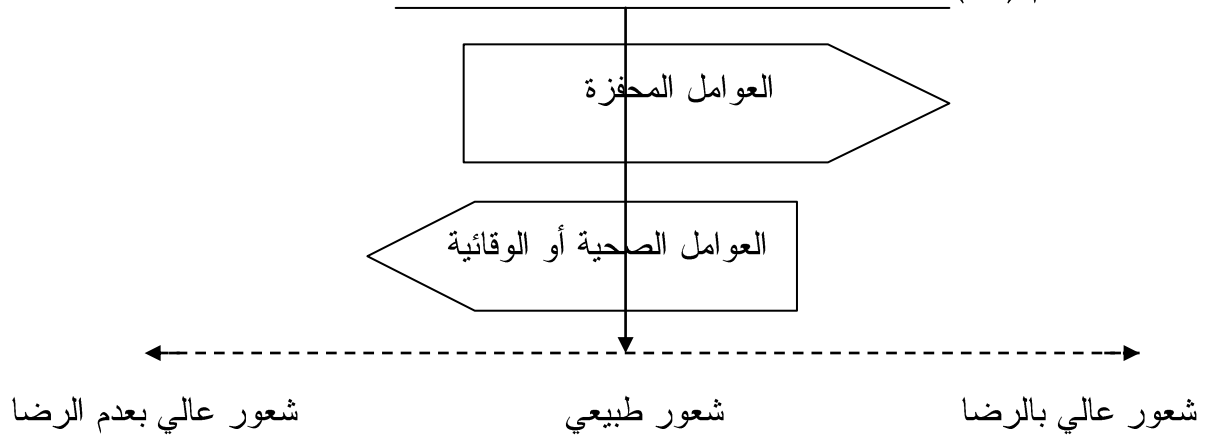 العوامل المحفزة
العوامل الصحية أو الوقائية
شعور عالي بالرضا
شعور طبيعي
شعور عالي بعدم الرضا